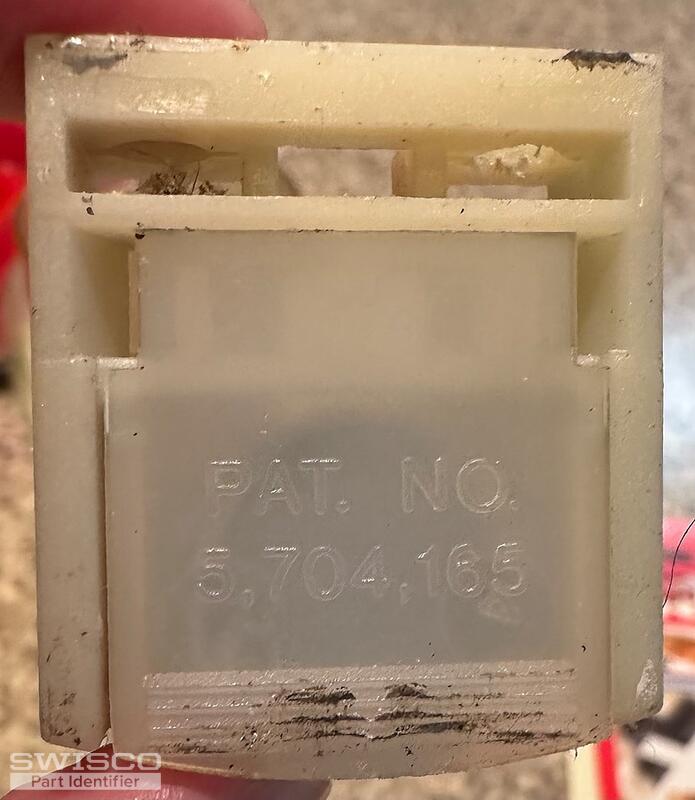 PAT. NO.
5,704,165
SWISCO
Part Identifier